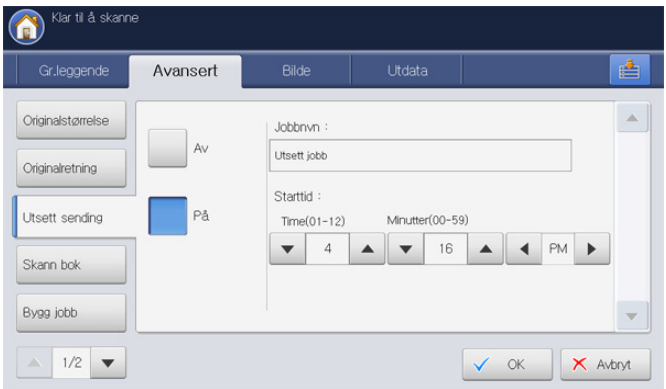 Klar til å skanne
Gr.leggende
Avansert
Bilde
Utdata
Originalstørrelse
Originalretning
Utsett sending
Skann bok
Bygg jobb
1/2
Av
På
Jobbnvn :
Utsett jobb
Starttid :
Time(01-12) Minutter(00-59)
4 16 PM
OK
Avbryt